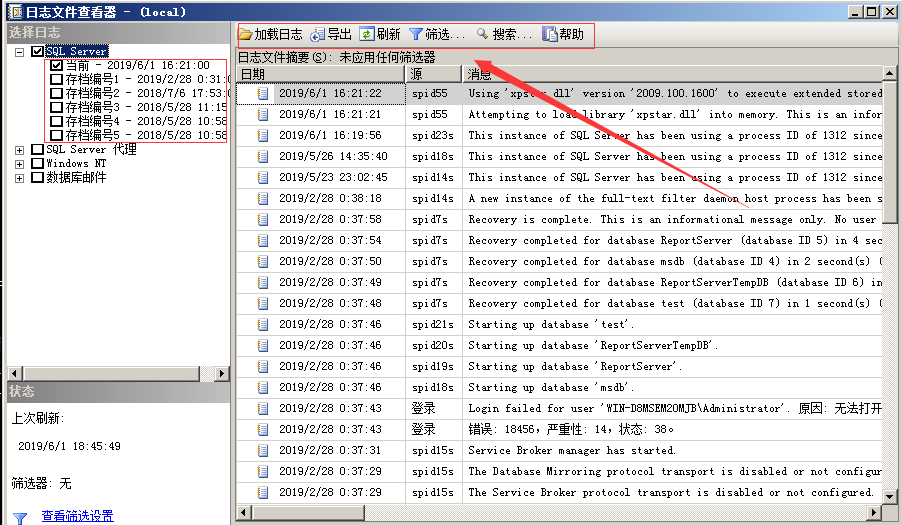 日志文件查看器 - (local)
选择日志
SQL Server
当前 - 2019/6/1 16:21:00
存档编号1 - 2019/2/28 0:31:0
存档编号2 - 2018/7/6 17:53:0
存档编号3 - 2018/5/28 11:15
存档编号4 - 2018/5/28 10:58
存档编号5 - 2018/5/28 10:58
SQL Server 代理
Windows NT
数据库邮件
状态
上次刷新:
2019/6/1 18:45:49
筛选器: 无
查看筛选设置
加载日志 导出 刷新 筛选... 搜索... 帮助
日志文件摘要(S): 未应用任何筛选器
日期 源 消息
2019/6/1 16:21:22 spid55 Using 'xpstar.dll' version '2009.100.1600' to execute extended stored
2019/6/1 16:21:21 spid55 Attempting to load library 'xpstar.dll' into memory. This is an infor
2019/6/1 16:19:56 spid23s This instance of SQL Server has been using a process ID of 1312 since
2019/5/26 14:35:40 spid18s This instance of SQL Server has been using a process ID of 1312 since
2019/5/23 23:02:45 spid14s This instance of SQL Server has been using a process ID of 1312 since
2019/2/28 0:38:18 spid14s A new instance of the full-text filter daemon host process has been s
2019/2/28 0:37:58 spid7s Recovery is complete. This is an informational message only. No user
2019/2/28 0:37:54 spid7s Recovery completed for database ReportServer (database ID 5) in 4 sec
2019/2/28 0:37:50 spid7s Recovery completed for database msdb (database ID 4) in 2 second(s) (
2019/2/28 0:37:49 spid7s Recovery completed for database ReportServerTempDB (database ID 6) in
2019/2/28 0:37:48 spid7s Recovery completed for database test (database ID 7) in 1 second(s) (
2019/2/28 0:37:46 spid21s Starting up database 'test'.
2019/2/28 0:37:46 spid20s Starting up database 'ReportServerTempDB'.
2019/2/28 0:37:46 spid19s Starting up database 'ReportServer'.
2019/2/28 0:37:46 spid18s Starting up database 'msdb'.
2019/2/28 0:37:43 登录 Login failed for user 'WIN-D8MSEM2OMJB\Administrator'. 原因: 无法打开
2019/2/28 0:37:43 登录 错误: 18456，严重性: 14，状态: 38。
2019/2/28 0:37:31 spid15s Service Broker manager has started.
2019/2/28 0:37:29 spid15s The Database Mirroring protocol transport is disabled or not configur
2019/2/28 0:37:29 spid15s The Service Broker protocol transport is disabled or not configured.